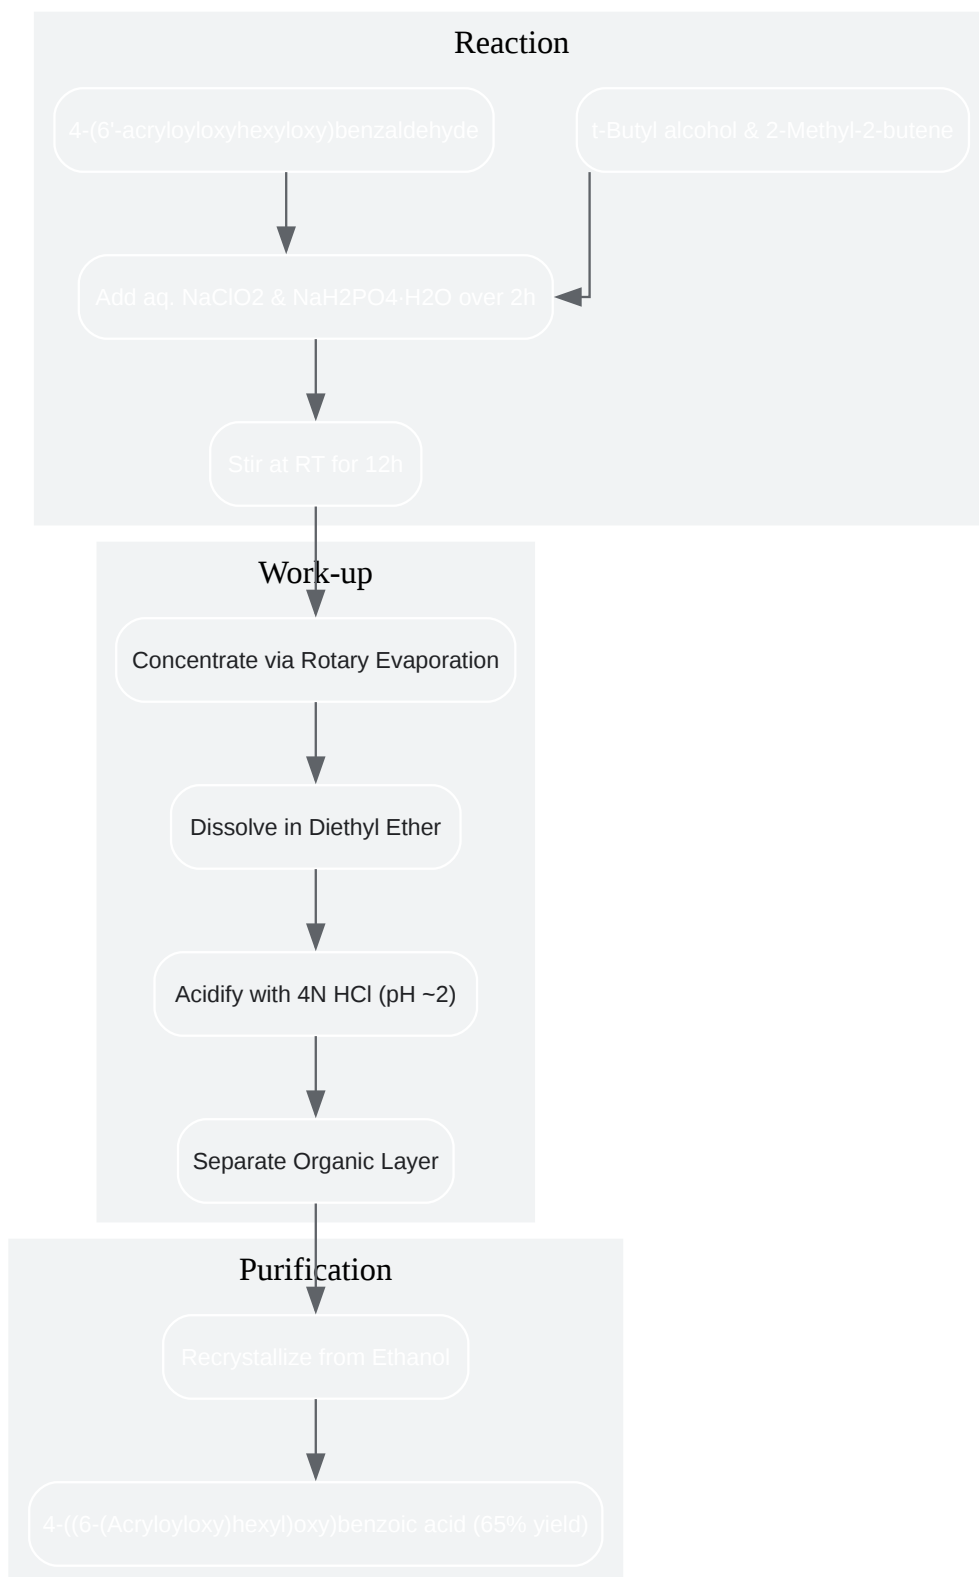 Reaction
4-(6'-acryloyloxyhexyloxy)benzaldehyde
t-Butyl alcohol & 2-Methyl-2-butene
Add aq. NaClO2 & NaH2PO4·H2O over 2h
Stir at RT for 12h
Work-up
Concentrate via Rotary Evaporation
Dissolve in Diethyl Ether
Acidify with 4N HCl (pH ~2)
Separate Organic Layer
Purification
Recrystallize from Ethanol
4-((6-(Acryloyloxy)hexyl)oxy)benzoic acid (65% yield)